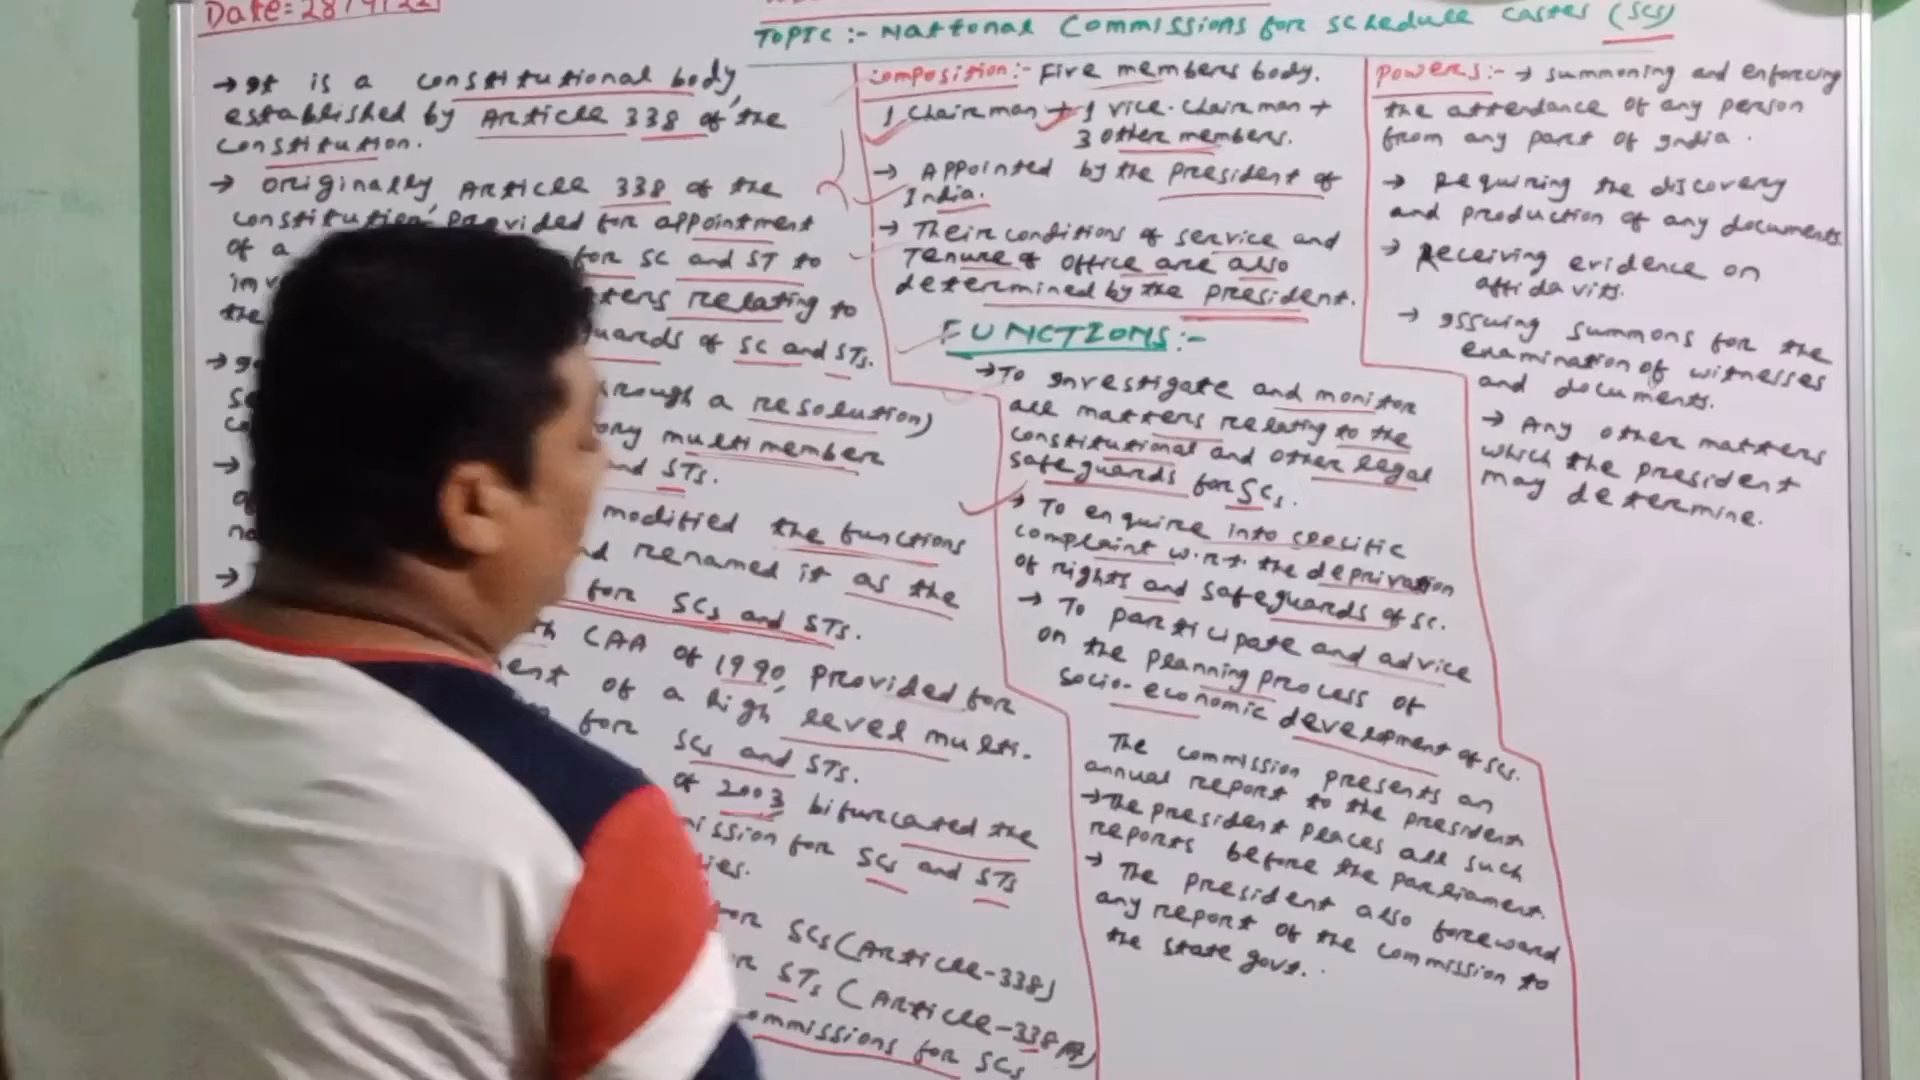 Date:- 28/9/22
TOPIC :- National Commissions for Schedule Castes (SCs)
→ It is a constitutional body,
established by Article 338 of the
constitution.
→ Originally, Article 338 of the
constitution provided for appointment
of a for SC and ST to
relating to
the guards of SC and STs.
→
through a resolution)
multi member
and STs.
modified the functions
and renamed it as the
for SCs and STs.
CAA of 1990, provided for
of a high level multi-
for SCs and STs.
of 2003 bifurcated the
for SCs and STs
for SCs (Article-338)
STs (Article-338A)
commissions for SCs
Composition:- Five members body.
1 Chairman + 1 vice-chairman +
3 other members.
→ Appointed by the President of
India.
→ Their conditions of service and
Tenure of office are also
determined by the president.
FUNCTIONS:-
→ To investigate and monitor
all matters relating to the
constitutional and other legal
safe guards for SCs.
→ To enquire into specific
complaint w.r.t. the deprivation
of rights and safeguards of SC.
→ To participate and advice
on the planning process of
socio-economic development of SCs.
The commission presents an
annual report to the president
→ The president places all such
reports before the parliament.
→ The president also foreward
any report of the commission to
the state govt.
Powers:- → summoning and enforcing
the attendance of any person
from any part of India.
→ Requiring the discovery
and production of any documents
→ Receiving evidence on
affidavits.
→ Issuing summons for the
examination of witnesses
and documents.
→ Any other matters
which the president
may determine.